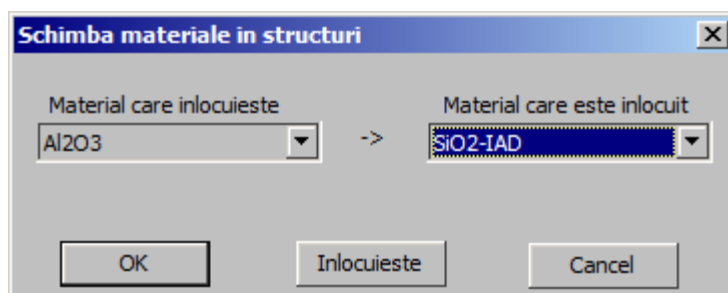 Schimba materiale in structuri
Material care inlocuieste
Material care este inlocuit
Al2O3
->
SiO2-IAD
OK
Inlocuieste
Cancel